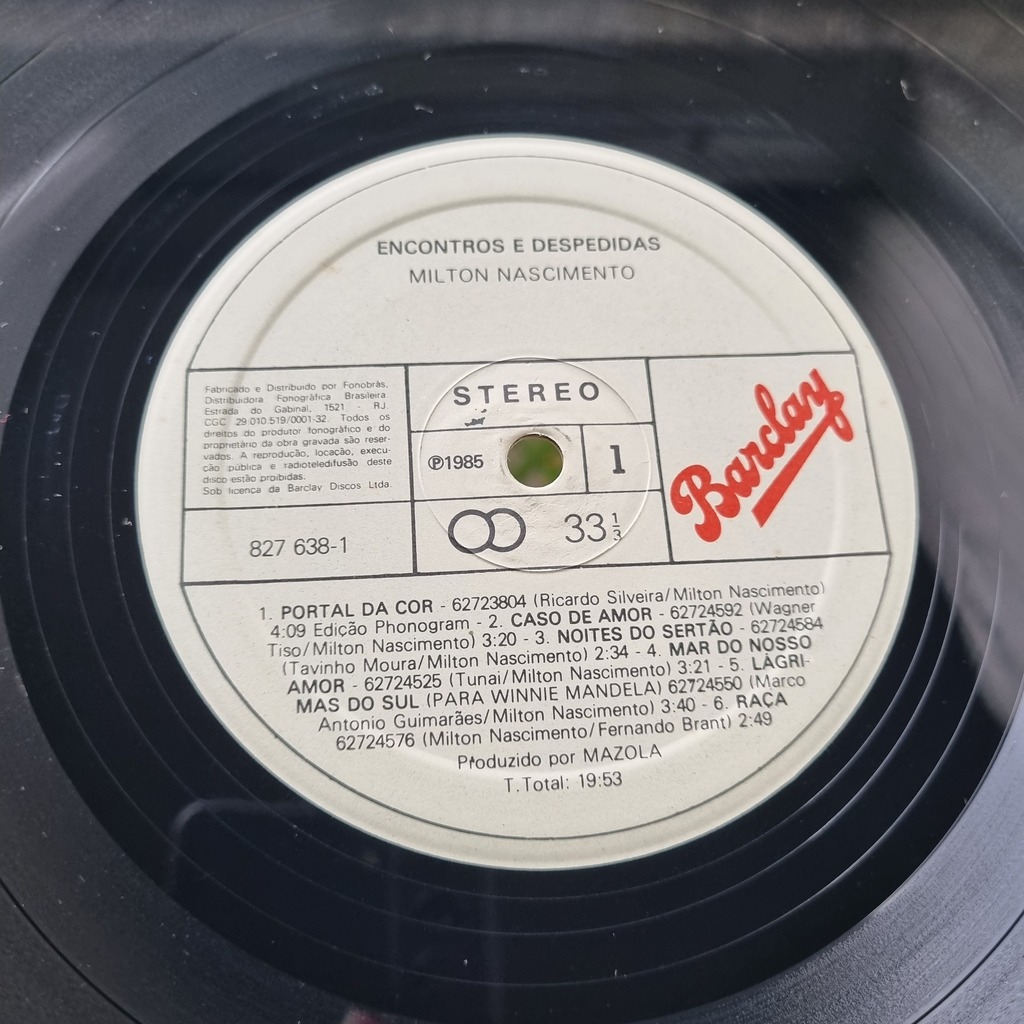 ENCONTROS E DESPEDIDAS
MILTON NASCIMENTO
Fabricado e Distribuido por Fonobrás,
Distribuidora Fonográfica Brasileira.
Estrada do Gabinal, 1521 - RJ.
CGC 29.010.519/0001-32. Todos os
direitos do produtor fonográfico e do
proprietário da obra gravada são reser-
vados. A reprodução, locação, execu-
ção pública e radioteledifusão deste
disco estão proibidas.
Sob licença da Barclay Discos Ltda.
827 638-1
STEREO
℗1985
1
33 1/3
Barclay
1. PORTAL DA COR - 62723804 (Ricardo Silveira/Milton Nascimento)
4:09 Edição Phonogram - 2. CASO DE AMOR - 62724592 (Wagner
Tiso/Milton Nascimento) 3:20 - 3. NOITES DO SERTÃO - 62724584
(Tavinho Moura/Milton Nascimento) 2:34 - 4. MAR DO NOSSO
AMOR - 62724525 (Tunai/Milton Nascimento) 3:21 - 5. LÁGRI-
MAS DO SUL (PARA WINNIE MANDELA) 62724550 (Marco
Antonio Guimarães/Milton Nascimento) 3:40 - 6. RAÇA
62724576 (Milton Nascimento/Fernando Brant) 2:49
Produzido por MAZOLA
T.Total: 19:53